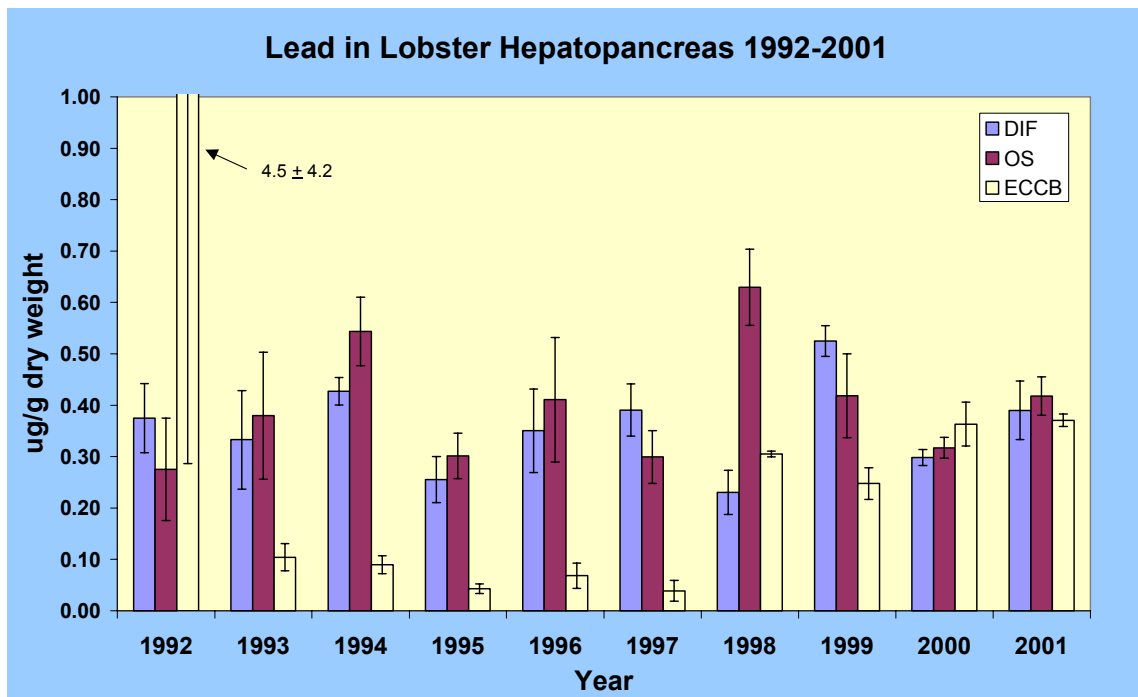 Lead in Lobster Hepatopancreas 1992-2001
ug/g dry weight
1.00
0.90
0.80
0.70
0.60
0.50
0.40
0.30
0.20
0.10
0.00
4.5 ± 4.2
DIF
OS
ECCB
1992 1993 1994 1995 1996 1997 1998 1999 2000 2001
Year